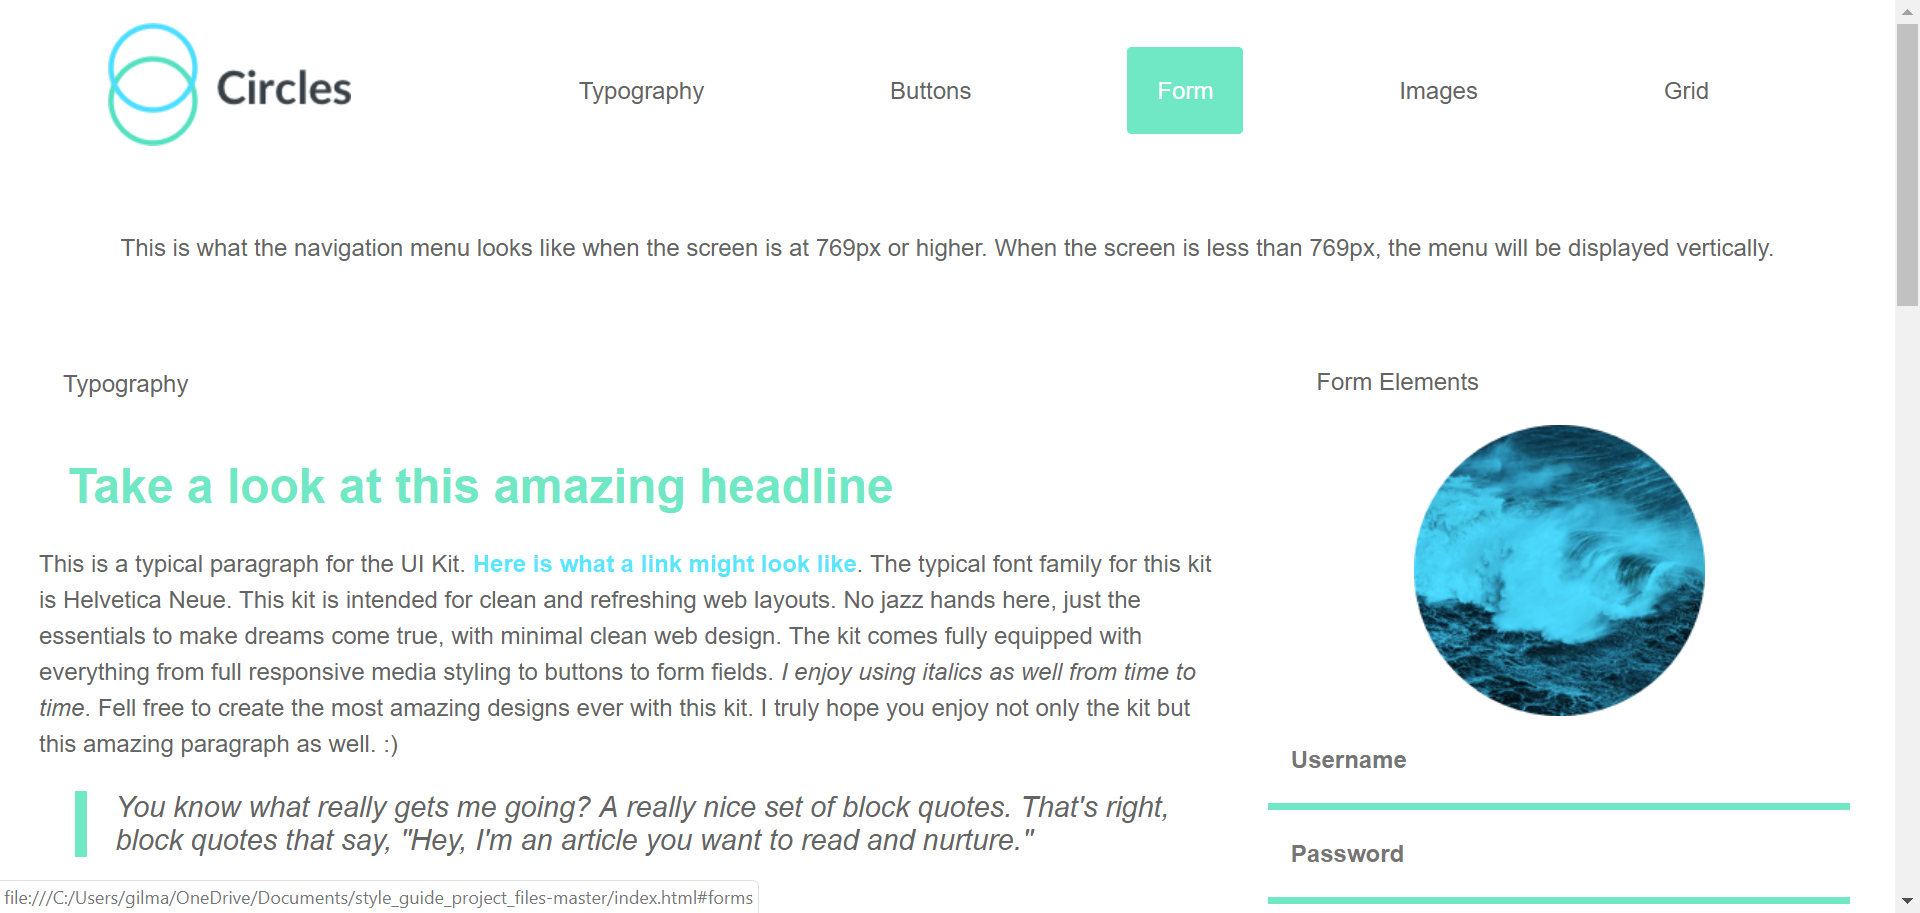 Circles
Typography
Buttons
Form
Images
Grid
This is what the navigation menu looks like when the screen is at 769px or higher. When the screen is less than 769px, the menu will be displayed vertically.
Typography
Take a look at this amazing headline
This is a typical paragraph for the UI Kit. Here is what a link might look like. The typical font family for this kit
is Helvetica Neue. This kit is intended for clean and refreshing web layouts. No jazz hands here, just the
essentials to make dreams come true, with minimal clean web design. The kit comes fully equipped with
everything from full responsive media styling to buttons to form fields. I enjoy using italics as well from time to
time. Fell free to create the most amazing designs ever with this kit. I truly hope you enjoy not only the kit but
this amazing paragraph as well. :)
You know what really gets me going? A really nice set of block quotes. That's right,
block quotes that say, "Hey, I'm an article you want to read and nurture."
Form Elements
Username
Password
file:///C:/Users/gilma/OneDrive/Documents/style_guide_project_files-master/index.html#forms